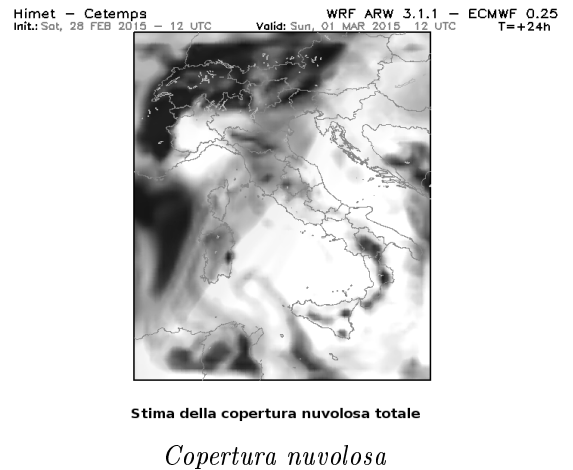 Himet – Cetemps WRF ARW 3.1.1 – ECMWF 0.25
Init.: Sat, 28 FEB 2015 – 12 UTC Valid: Sun, 01 MAR 2015 12 UTC T=+24h
Stima della copertura nuvolosa totale
Copertura nuvolosa